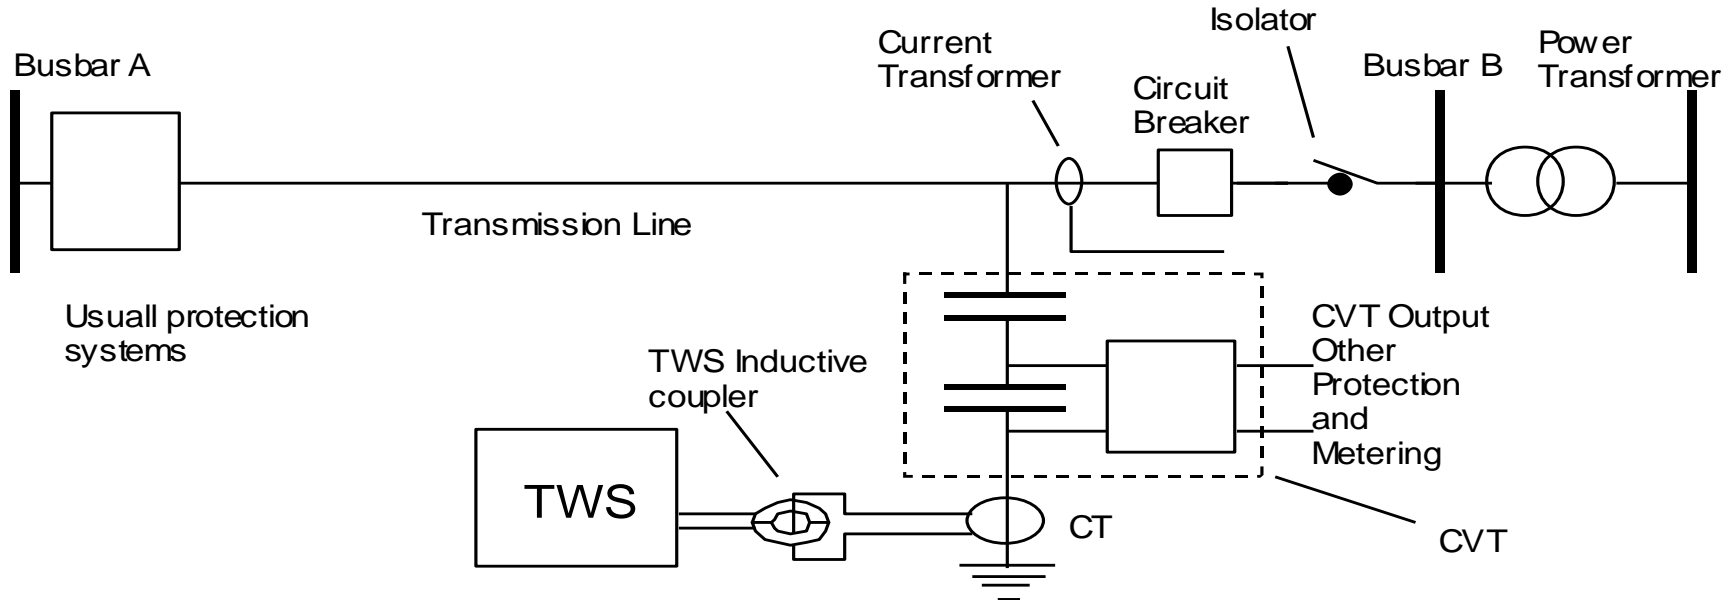 Isolator
Busbar A
Current
Transformer
Circuit
Breaker
Busbar B
Power
Transformer
Transmission Line
Usuall protection
systems
TWS Inductive
coupler
CVT Output
Other
Protection
and
Metering
TWS
CT
CVT